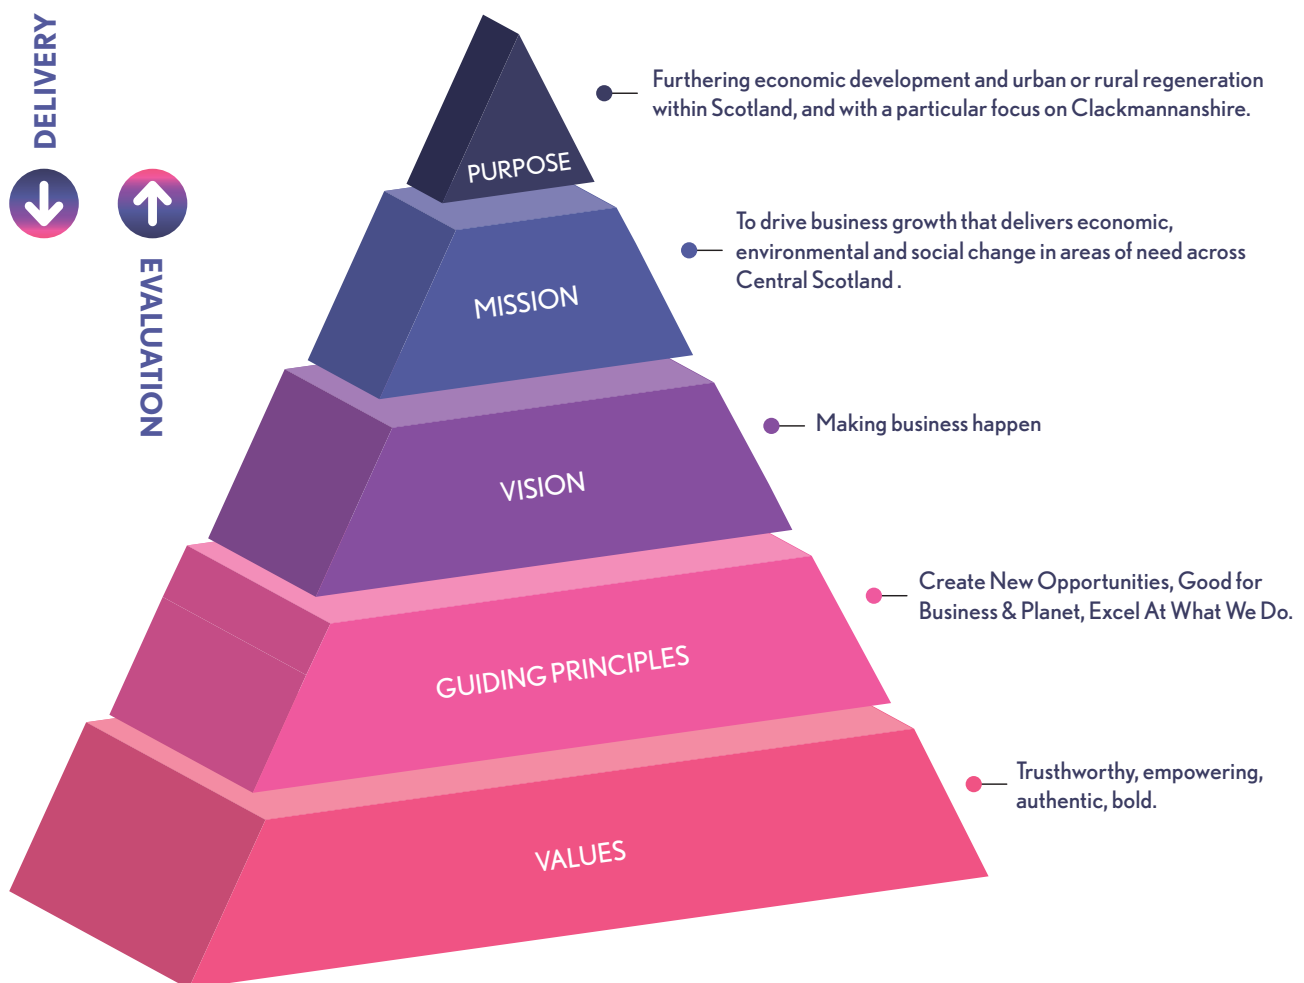 DELIVERY
EVALUATION
PURPOSE
Furthering economic development and urban or rural regeneration
within Scotland, and with a particular focus on Clackmannanshire.
MISSION
To drive business growth that delivers economic,
environmental and social change in areas of need across
Central Scotland .
VISION
Making business happen
GUIDING PRINCIPLES
Create New Opportunities, Good for
Business & Planet, Excel At What We Do.
VALUES
Trusthworthy, empowering,
authentic, bold.